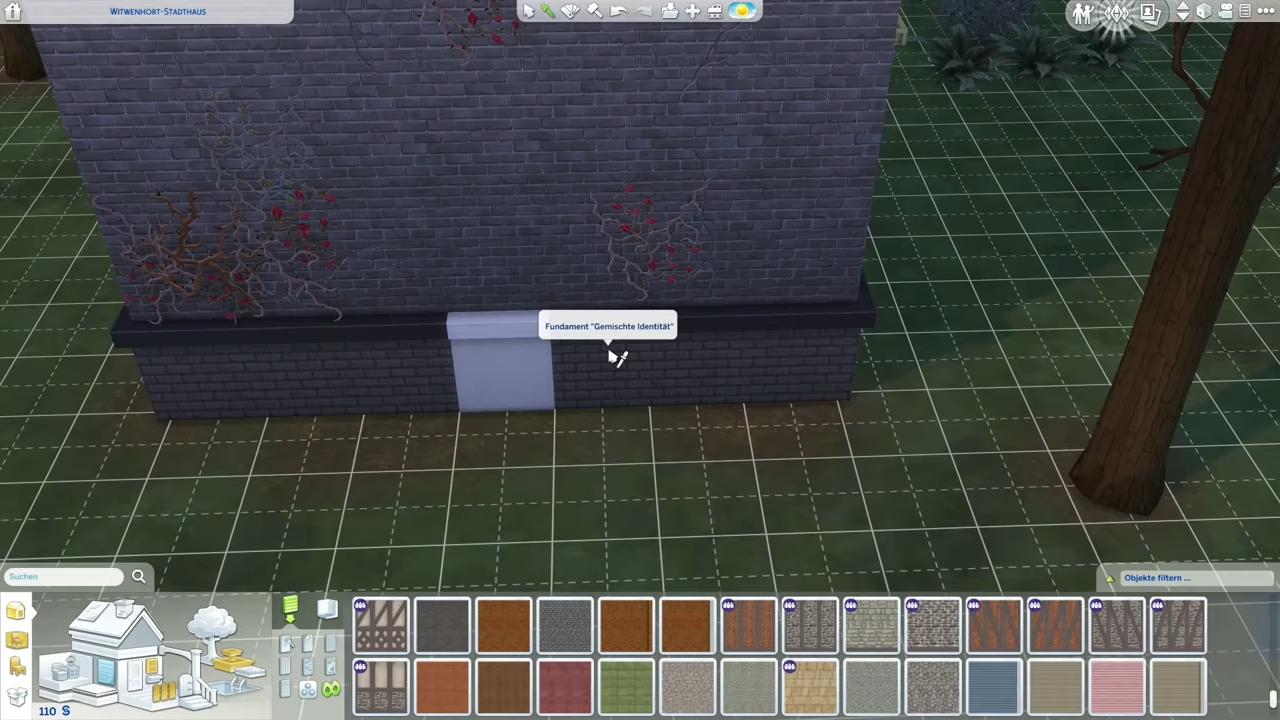 Witwenhort-Stadthaus
Fundament "Gemischte Identität"
Suchen
Objekte filtern ...
110 $